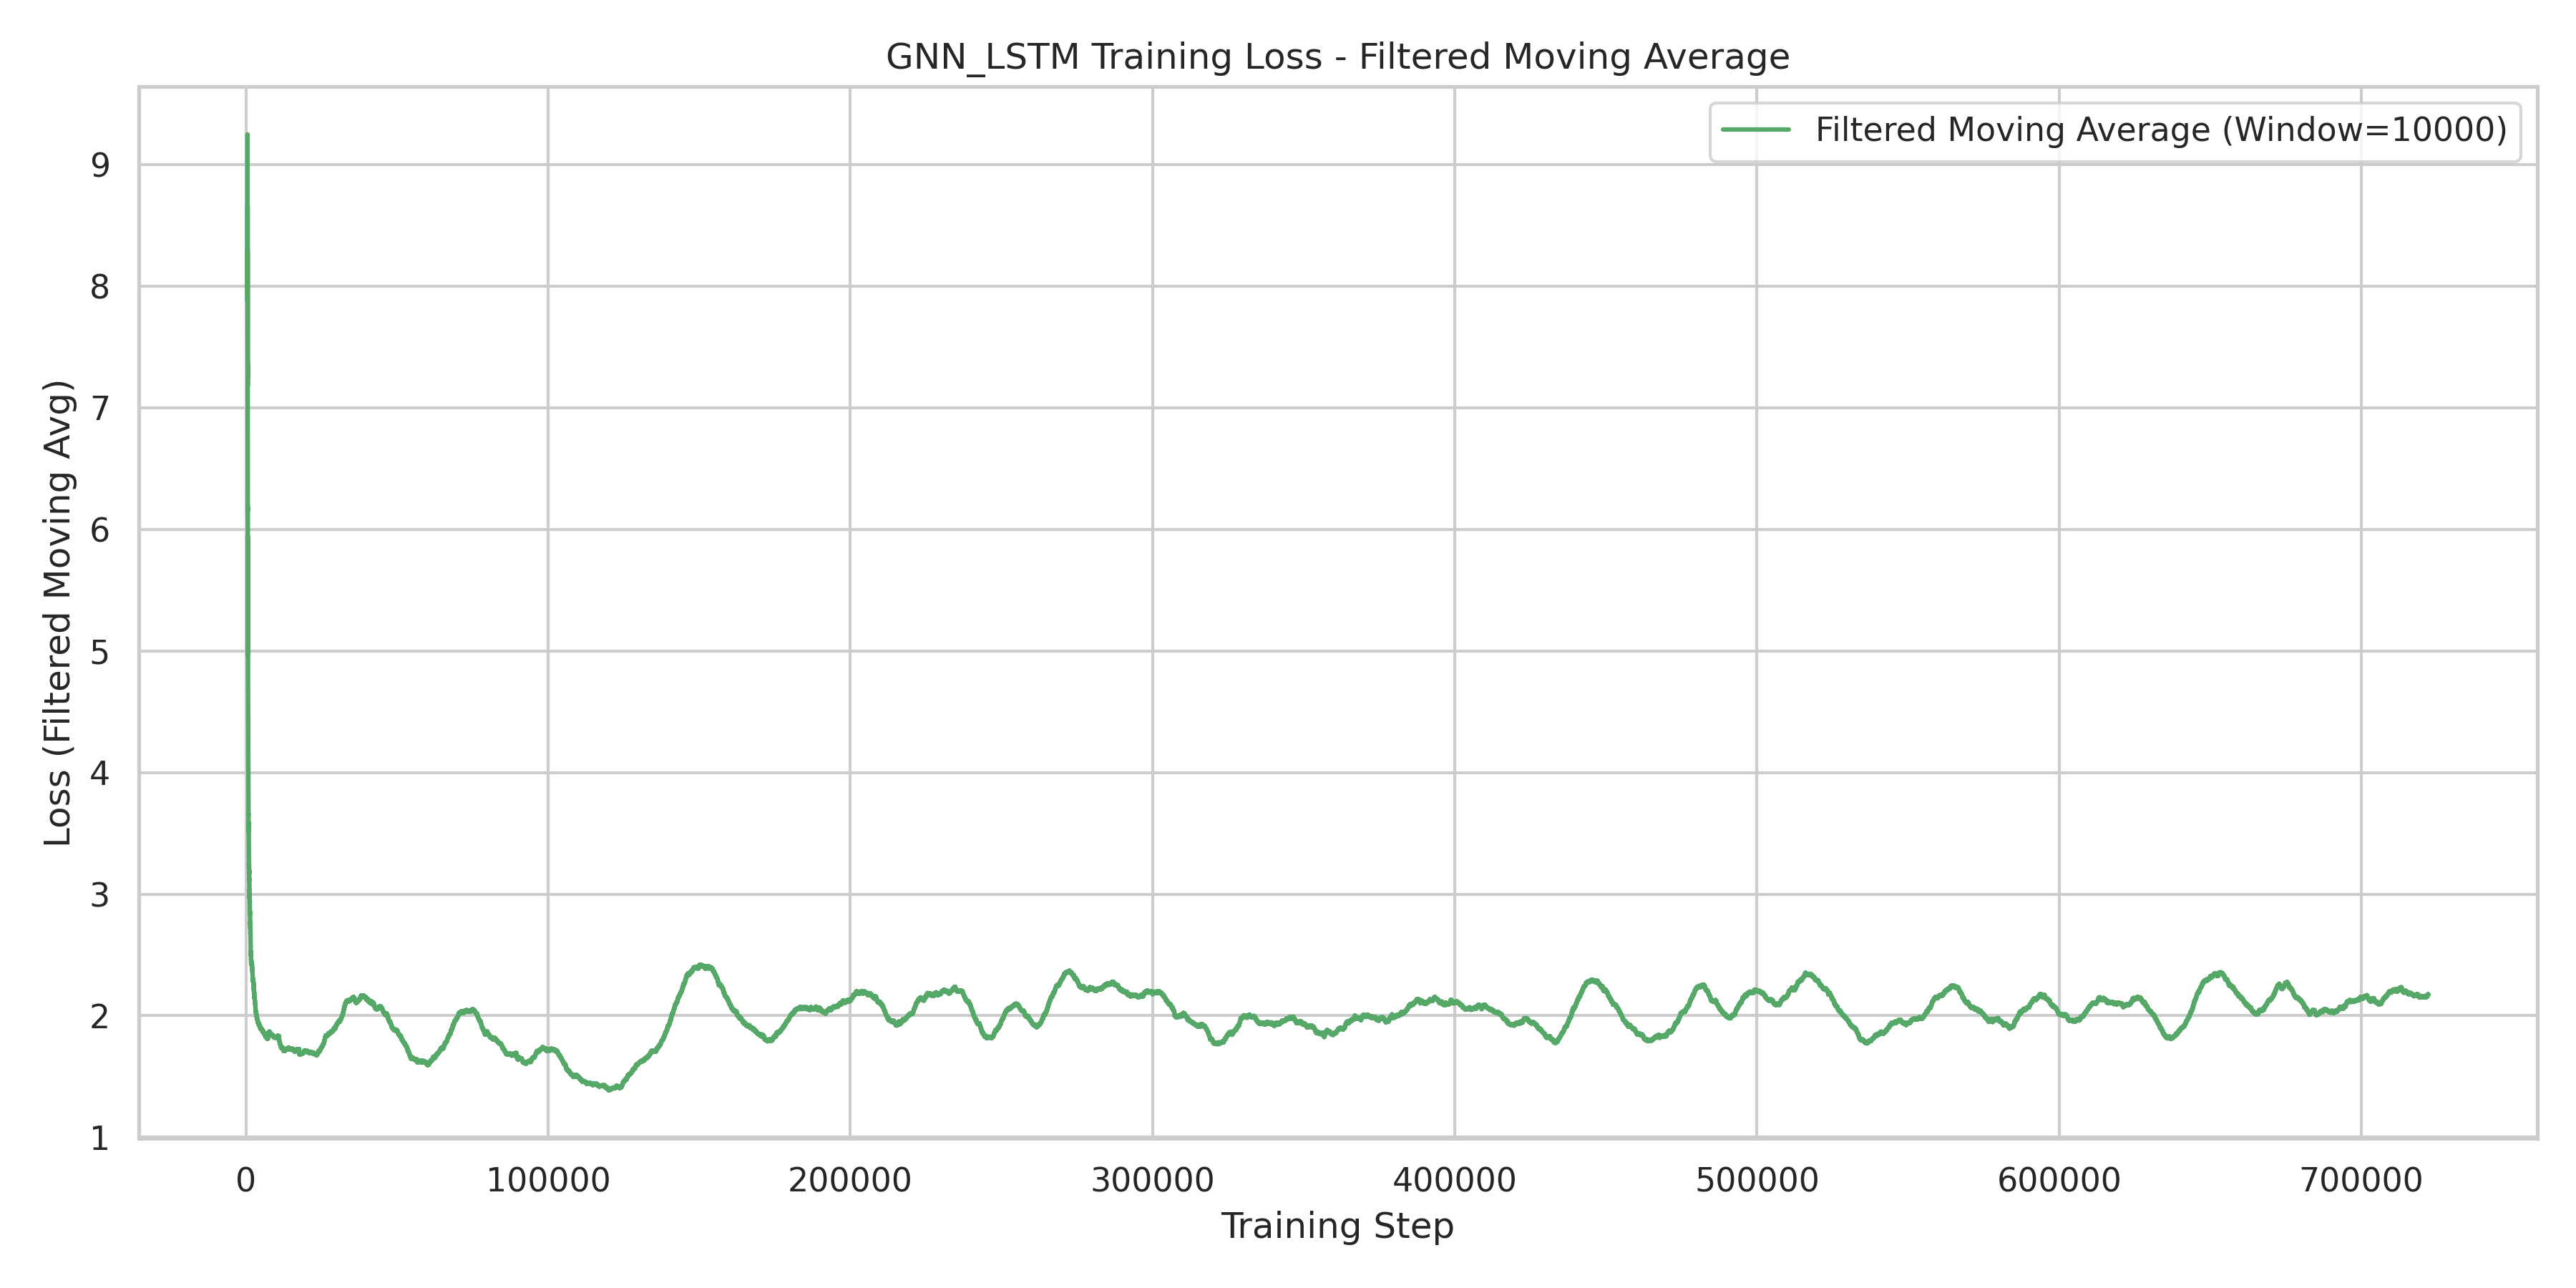 GNN_LSTM Training Loss - Filtered Moving Average
Filtered Moving Average (Window=10000)
Loss (Filtered Moving Avg)
9
8
7
6
5
4
3
2
1
0 100000 200000 300000 400000 500000 600000 700000
Training Step